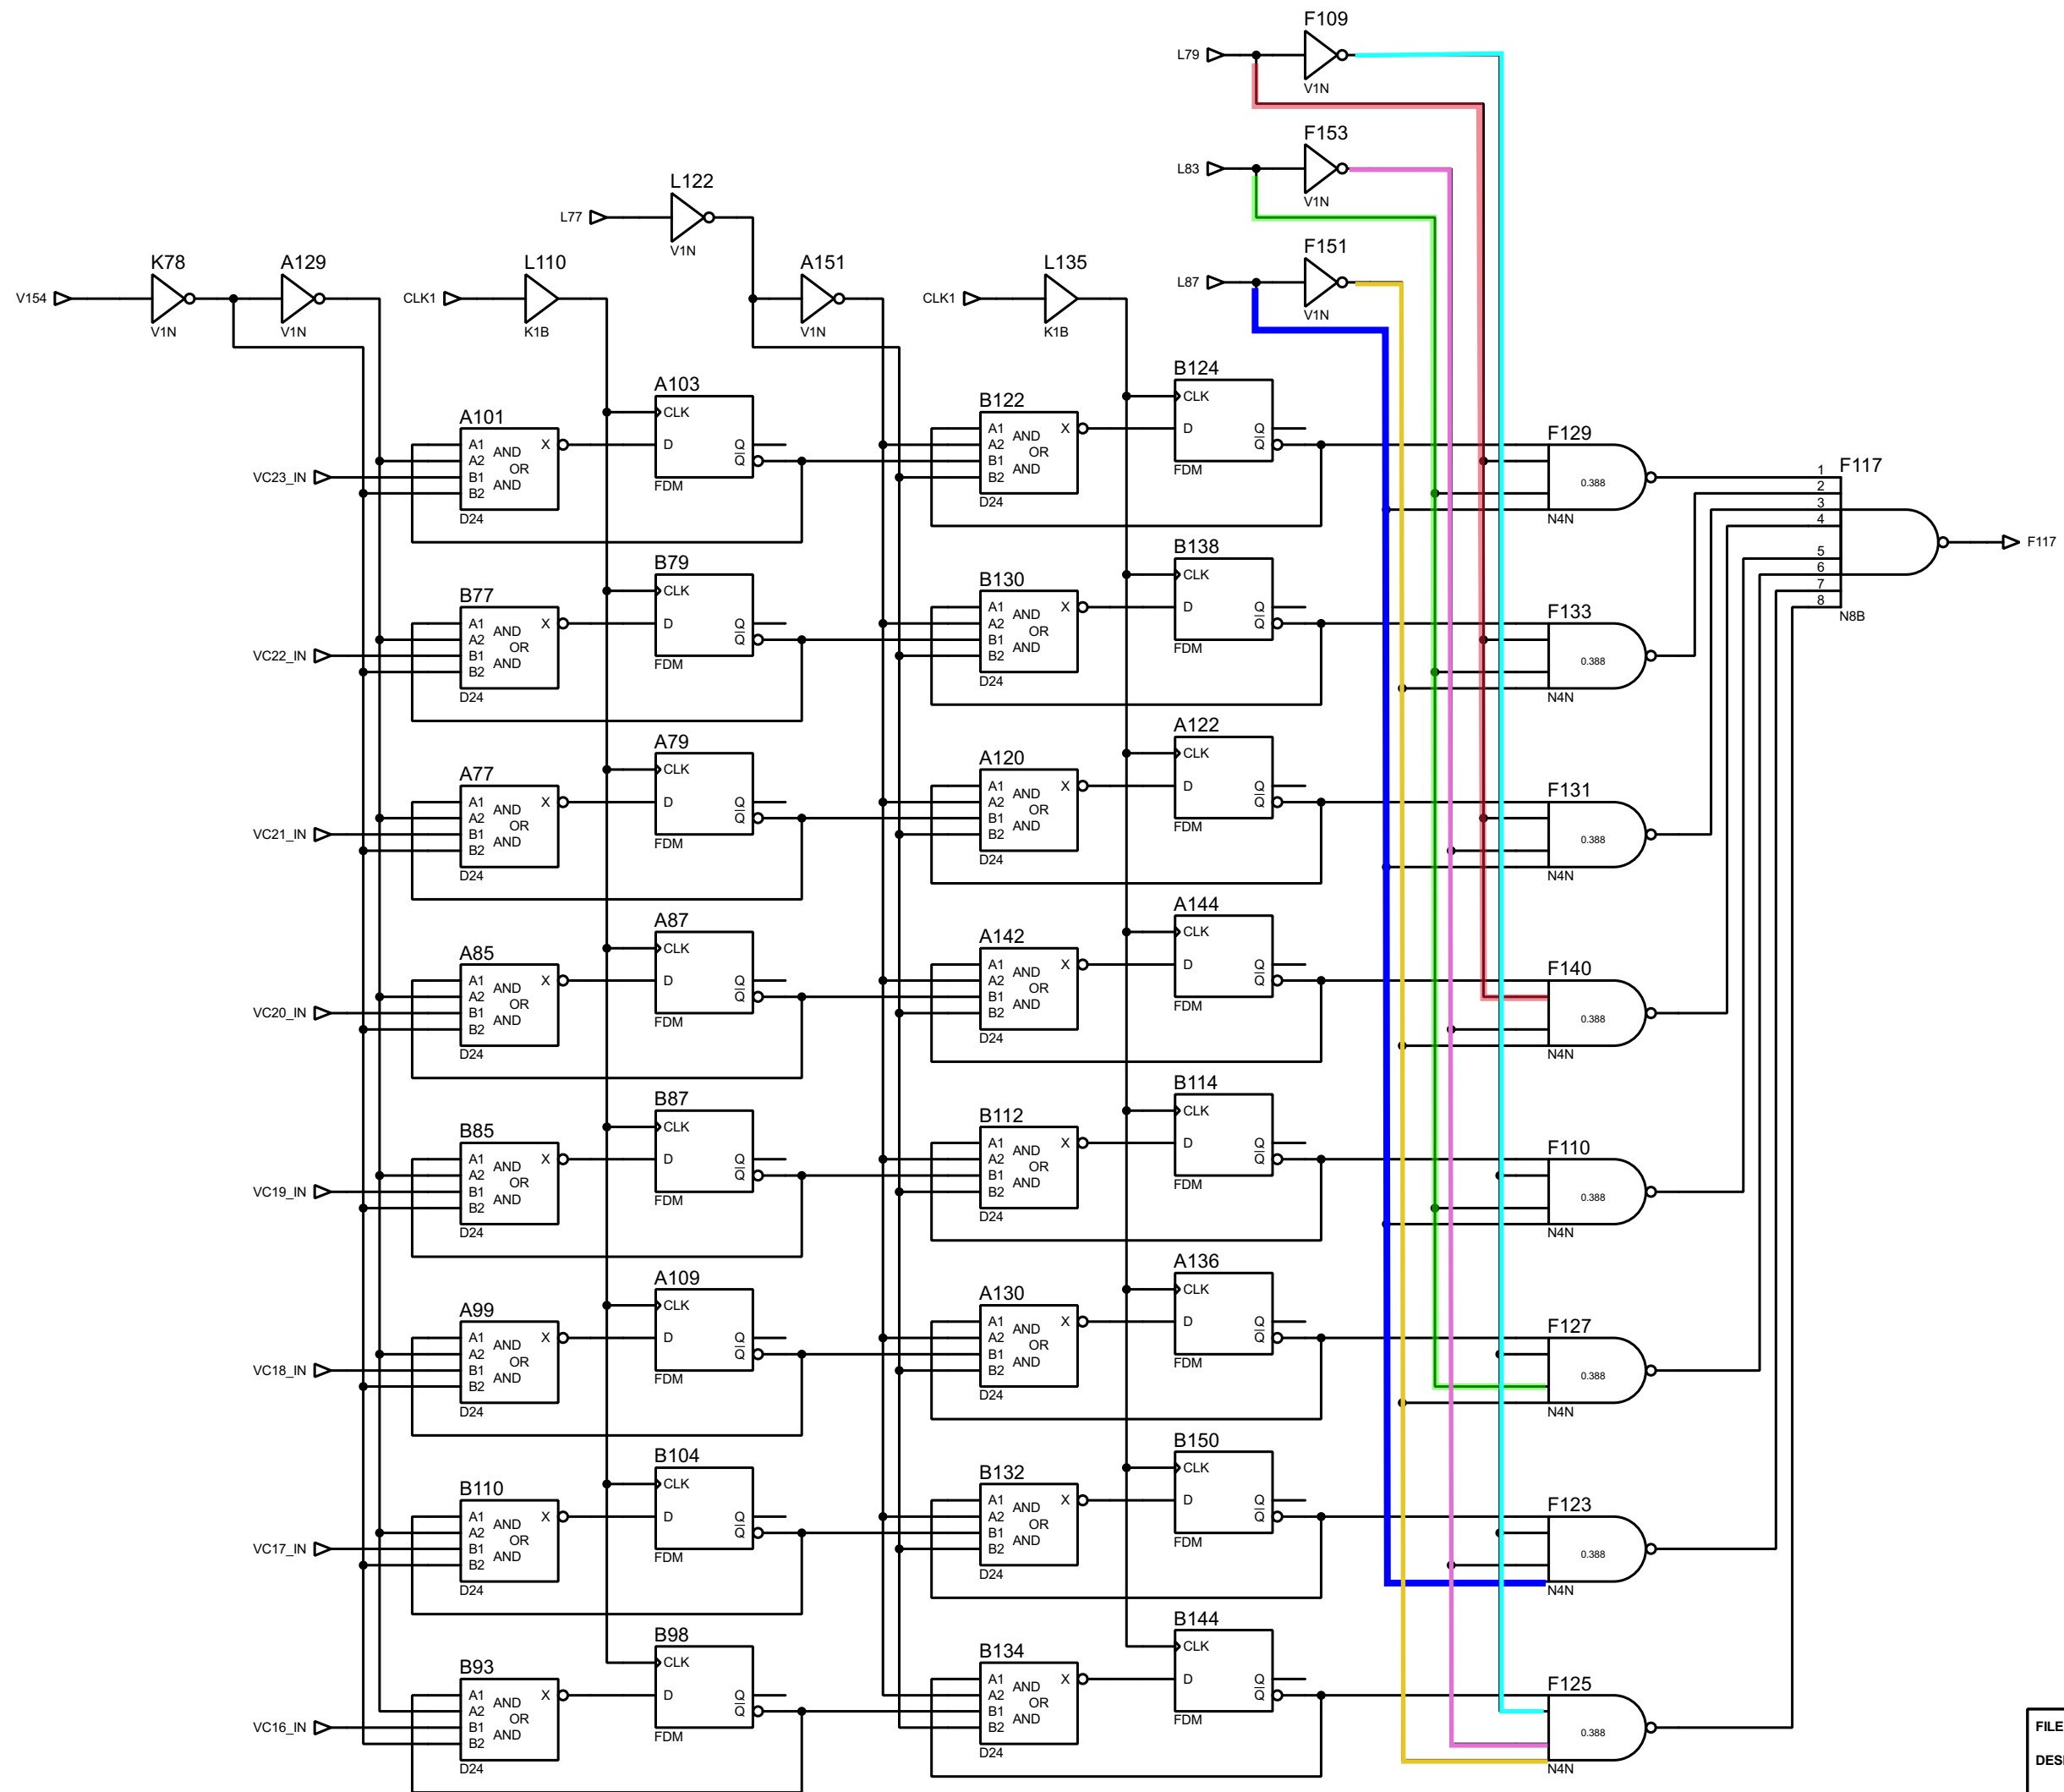 F109
L79
V1N
F153
L83
V1N
L122
L77
V1N
F151
L87
V1N
K78
A129
L110
A151
L135
V154
CLK1
CLK1
V1N
V1N
K1B
V1N
K1B
A103
CLK
D
Q
Q
FDM
A101
A1
A2
B1
B2
AND
OR
AND
X
D24
VC23_IN
B122
A1
A2
B1
B2
AND
OR
AND
X
D24
B124
CLK
D
Q
Q
FDM
F129
0.388
N4N
1
2
3
4
5
6
7
8
F117
N8B
F117
B79
CLK
D
Q
Q
FDM
B77
A1
A2
B1
B2
AND
OR
AND
X
D24
VC22_IN
B130
A1
A2
B1
B2
AND
OR
AND
X
D24
B138
CLK
D
Q
Q
FDM
F133
0.388
N4N
A79
CLK
D
Q
Q
FDM
A77
A1
A2
B1
B2
AND
OR
AND
X
D24
VC21_IN
A120
A1
A2
B1
B2
AND
OR
AND
X
D24
A122
CLK
D
Q
Q
FDM
F131
0.388
N4N
A87
CLK
D
Q
Q
FDM
A85
A1
A2
B1
B2
AND
OR
AND
X
D24
VC20_IN
A142
A1
A2
B1
B2
AND
OR
AND
X
D24
A144
CLK
D
Q
Q
FDM
F140
0.388
N4N
B87
CLK
D
Q
Q
FDM
B85
A1
A2
B1
B2
AND
OR
AND
X
D24
VC19_IN
B112
A1
A2
B1
B2
AND
OR
AND
X
D24
B114
CLK
D
Q
Q
FDM
F110
0.388
N4N
A109
CLK
D
Q
Q
FDM
A99
A1
A2
B1
B2
AND
OR
AND
X
D24
VC18_IN
A130
A1
A2
B1
B2
AND
OR
AND
X
D24
A136
CLK
D
Q
Q
FDM
F127
0.388
N4N
B104
CLK
D
Q
Q
FDM
B110
A1
A2
B1
B2
AND
OR
AND
X
D24
VC17_IN
B132
A1
A2
B1
B2
AND
OR
AND
X
D24
B150
CLK
D
Q
Q
FDM
F123
0.388
N4N
B98
CLK
D
Q
Q
FDM
B93
A1
A2
B1
B2
AND
OR
AND
X
D24
VC16_IN
B134
A1
A2
B1
B2
AND
OR
AND
X
D24
B144
CLK
D
Q
Q
FDM
F125
0.388
N4N
FILE